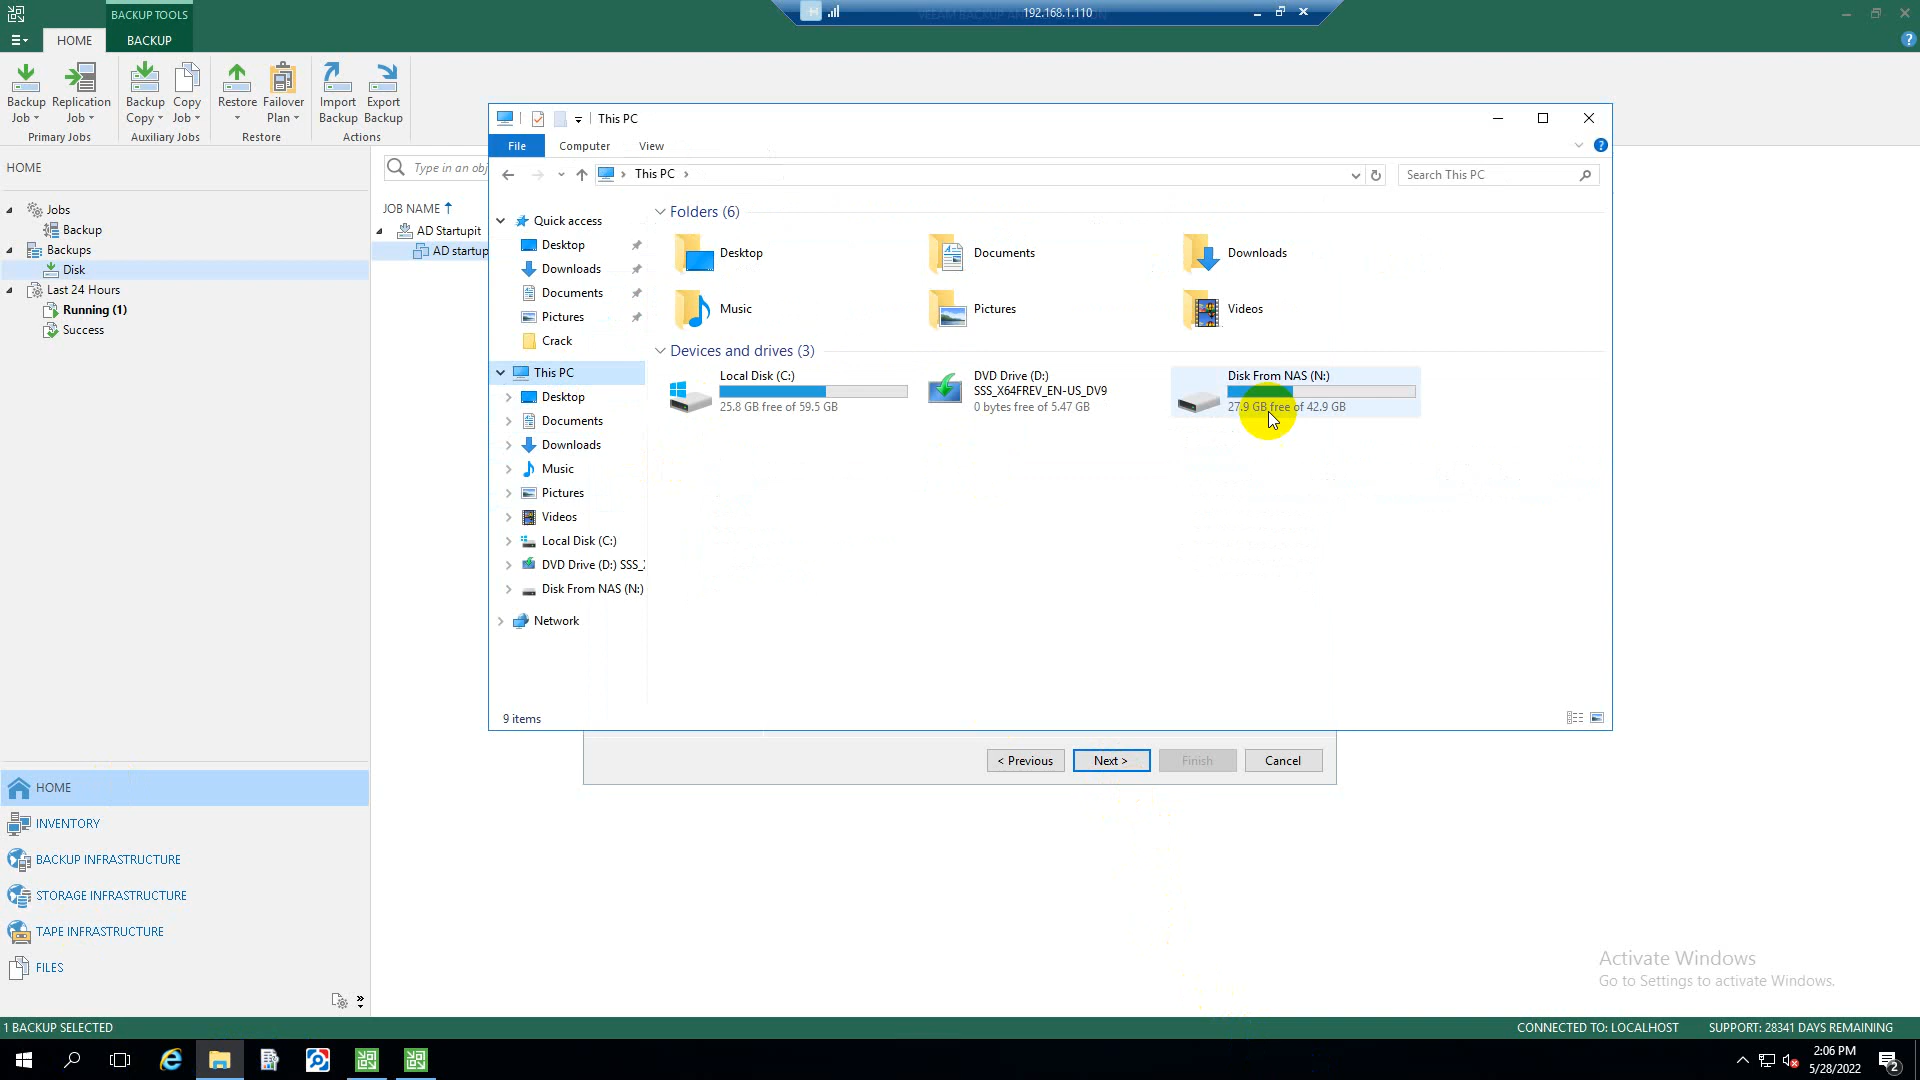 BACKUP TOOLS
192.168.1.110
HOME
BACKUP
Backup
Job
Replication
Job
Primary Jobs
Backup
Copy
Copy
Job
Auxiliary Jobs
Restore
Failover
Plan
Restore
Import
Backup
Export
Backup
Actions
HOME
Jobs
Backup
Backups
Disk
Last 24 Hours
Running (1)
Success
Type in an obj
JOB NAME
AD Startupit
AD startup
This PC
File
Computer
View
This PC
Search This PC
Quick access
Desktop
Downloads
Documents
Pictures
Crack
This PC
Desktop
Documents
Downloads
Music
Pictures
Videos
Local Disk (C:)
DVD Drive (D:) SSS_
Disk From NAS (N:)
Network
Folders (6)
Desktop
Documents
Downloads
Music
Pictures
Videos
Devices and drives (3)
Local Disk (C:)
25.8 GB free of 59.5 GB
DVD Drive (D:)
SSS_X64FREV_EN-US_DV9
0 bytes free of 5.47 GB
Disk From NAS (N:)
27.9 GB free of 42.9 GB
9 items
< Previous
Next >
Finish
Cancel
HOME
INVENTORY
BACKUP INFRASTRUCTURE
STORAGE INFRASTRUCTURE
TAPE INFRASTRUCTURE
FILES
Activate Windows
Go to Settings to activate Windows.
1 BACKUP SELECTED
CONNECTED TO: LOCALHOST
SUPPORT: 28341 DAYS REMAINING
2:06 PM
5/28/2022
2